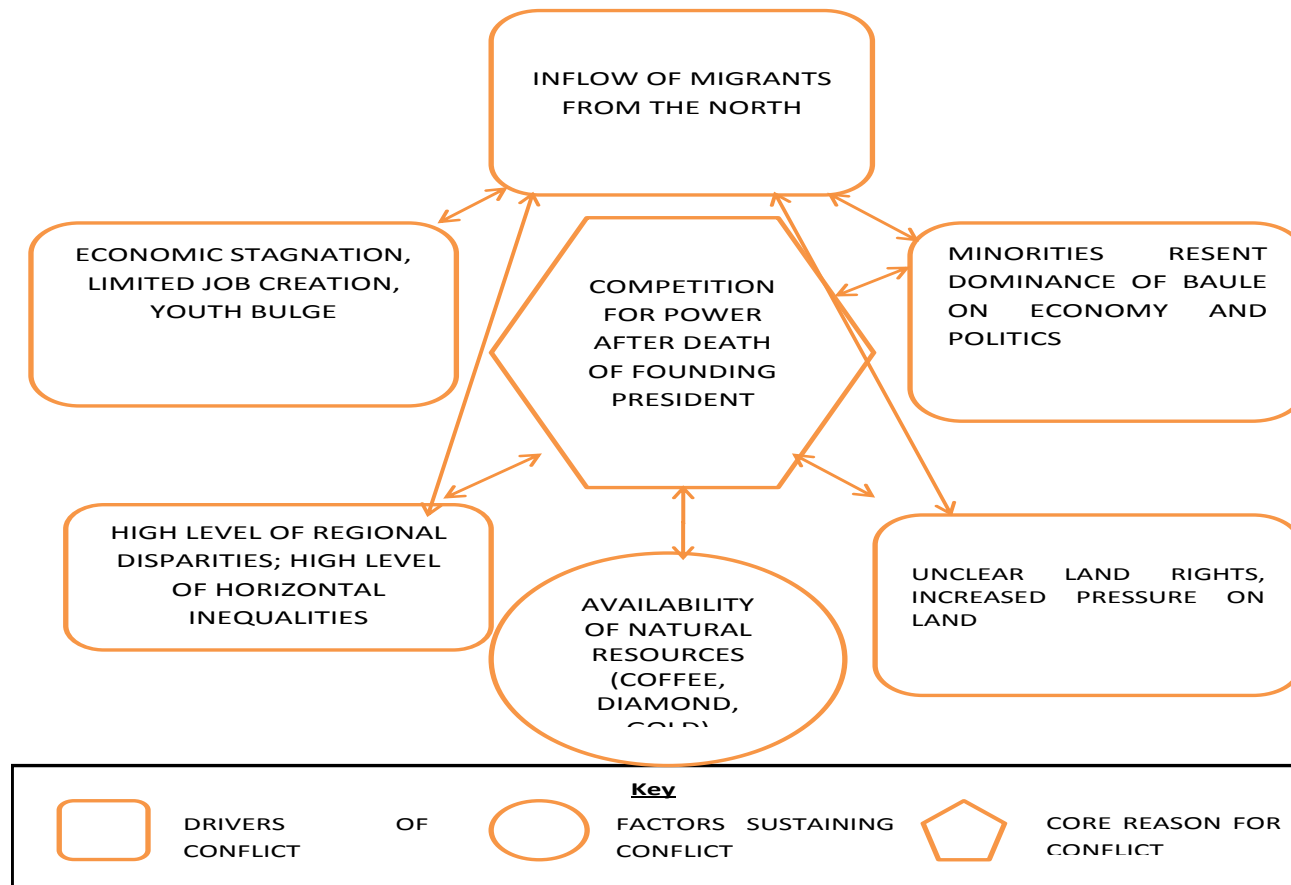 INFLOW OF MIGRANTS
FROM THE NORTH
ECONOMIC STAGNATION,
LIMITED JOB CREATION,
YOUTH BULGE
COMPETITION
FOR POWER
AFTER DEATH
OF FOUNDING
PRESIDENT
MINORITIES RESENT
DOMINANCE OF BAULE
ON ECONOMY AND
POLITICS
HIGH LEVEL OF REGIONAL
DISPARITIES; HIGH LEVEL
OF HORIZONTAL
INEQUALITIES
AVAILABILITY
OF NATURAL
RESOURCES
(COFFEE,
DIAMOND,
GOLD)
UNCLEAR LAND RIGHTS,
INCREASED PRESSURE ON
LAND
Key
DRIVERS OF
CONFLICT
FACTORS SUSTAINING
CONFLICT
CORE REASON FOR
CONFLICT